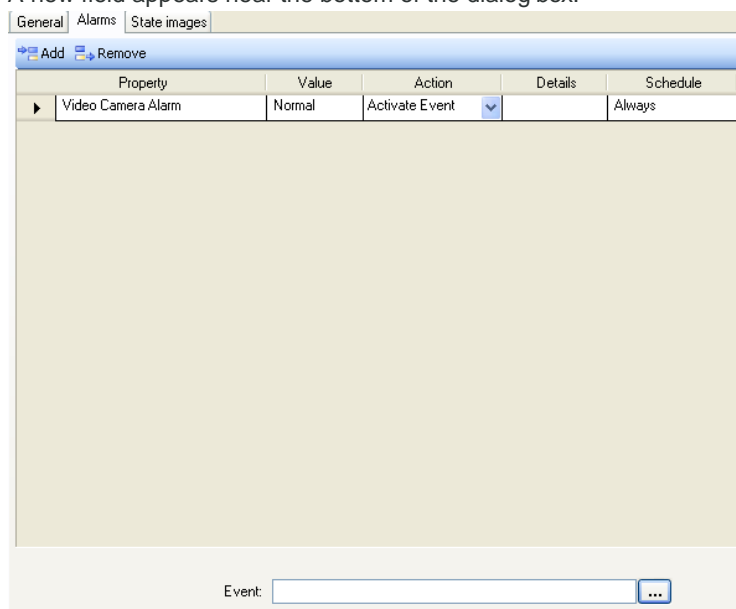 A new field appears near the bottom of the dialog box.
General Alarms State images
Add Remove
Property Value Action Details Schedule
Video Camera Alarm Normal Activate Event Always
Event: ...